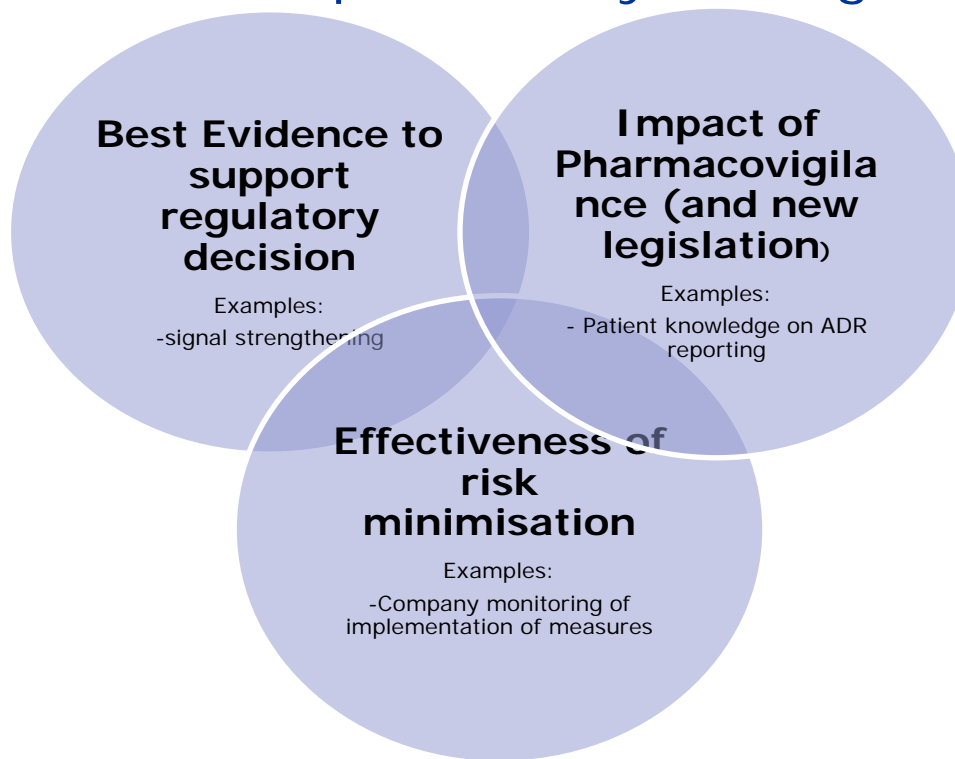 Best Evidence to
support
regulatory
decision
Examples:
-signal strengthening
Impact of
Pharmacovigila
nce (and new
legislation)
Examples:
- Patient knowledge on ADR
reporting
Effectiveness of
risk
minimisation
Examples:
-Company monitoring of
implementation of measures